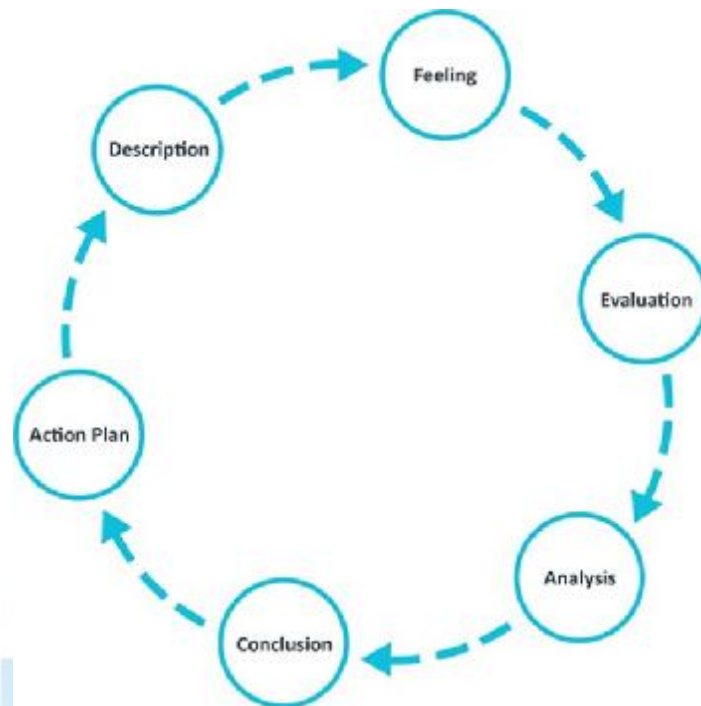 Feeling
Description
Evaluation
Action Plan
Analysis
Conclusion